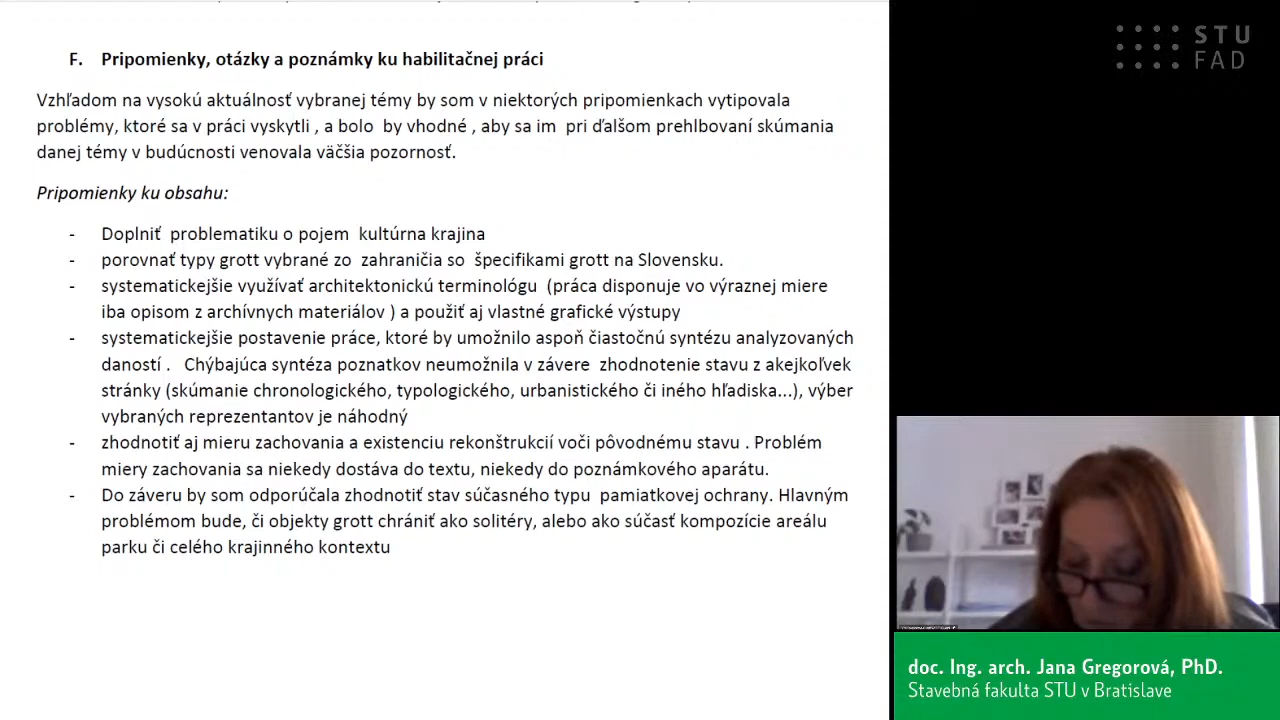 F. Pripomienky, otázky a poznámky ku habilitačnej práci
Vzhľadom na vysokú aktuálnosť vybranej témy by som v niektorých pripomienkach vytipovala
problémy, ktoré sa v práci vyskytli , a bolo by vhodné , aby sa im pri ďalšom prehlbovaní skúmania
danej témy v budúcnosti venovala väčšia pozornosť.
Pripomienky ku obsahu:
- Doplniť problematiku o pojem kultúrna krajina
- porovnať typy grott vybrané zo zahraničia so špecifikami grott na Slovensku.
- systematickejšie využívať architektonickú terminológu (práca disponuje vo výraznej miere
iba opisom z archívnych materiálov ) a použiť aj vlastné grafické výstupy
- systematickejšie postavenie práce, ktoré by umožnilo aspoň čiastočnú syntézu analyzovaných
daností . Chýbajúca syntéza poznatkov neumožnila v závere zhodnotenie stavu z akejkoľvek
stránky (skúmanie chronologického, typologického, urbanistického či iného hľadiska...), výber
vybraných reprezentantov je náhodný
- zhodnotiť aj mieru zachovania a existenciu rekonštrukcií voči pôvodnému stavu . Problém
miery zachovania sa niekedy dostáva do textu, niekedy do poznámkového aparátu.
- Do záveru by som odporúčala zhodnotiť stav súčasného typu pamiatkovej ochrany. Hlavným
problémom bude, či objekty grott chrániť ako solitéry, alebo ako súčasť kompozície areálu
parku či celého krajinného kontextu
STU
FAD
doc. Ing. arch. Jana Gregorová, PhD.
Stavebná fakulta STU v Bratislave